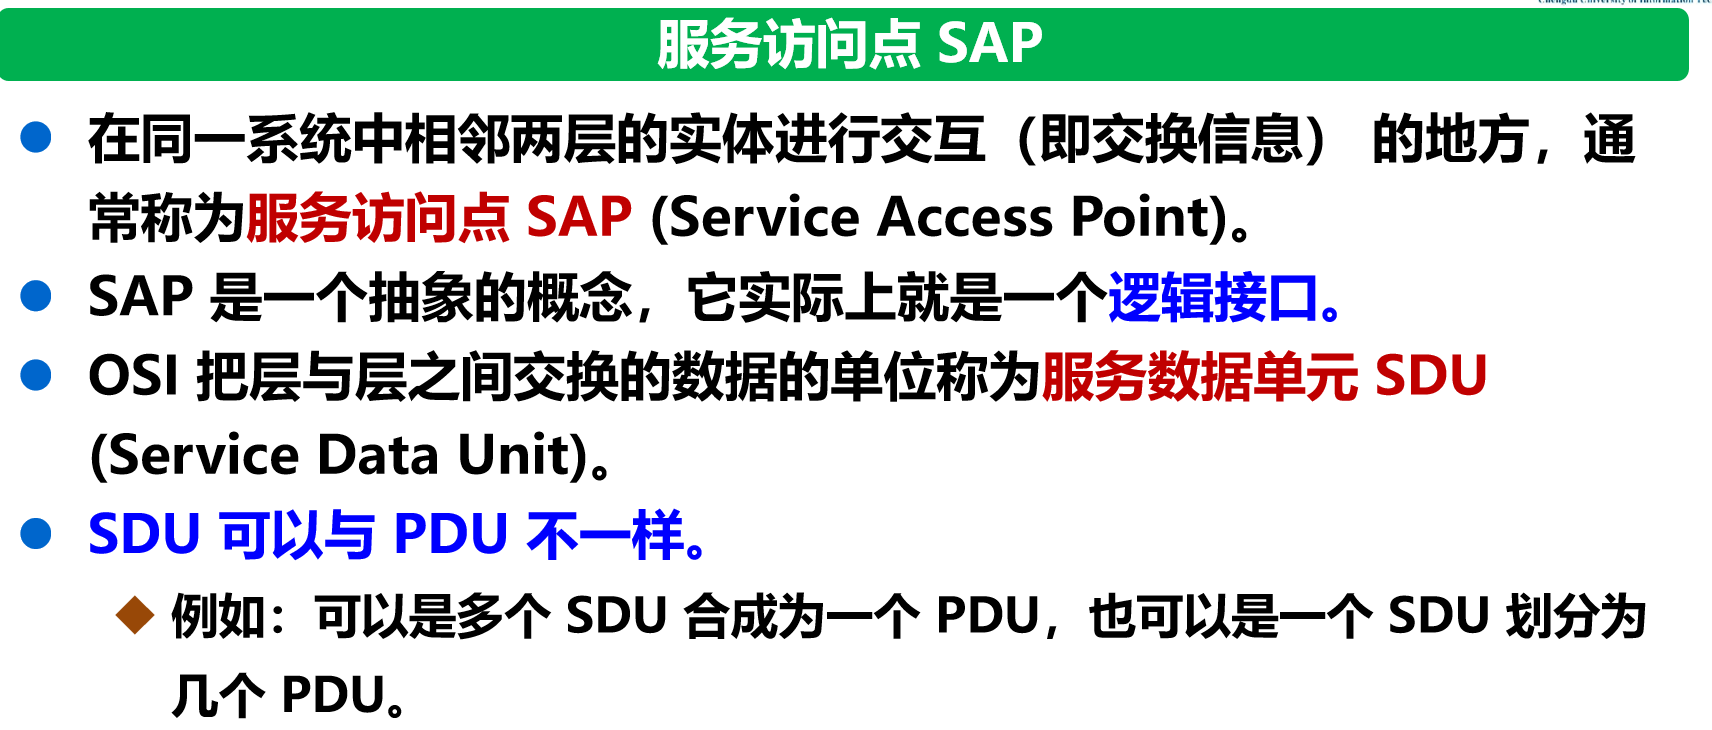 Chengdu University of Information Tec
服务访问点 SAP
在同一系统中相邻两层的实体进行交互（即交换信息） 的地方，通
常称为服务访问点 SAP (Service Access Point)。
SAP 是一个抽象的概念，它实际上就是一个逻辑接口。
OSI 把层与层之间交换的数据的单位称为服务数据单元 SDU
(Service Data Unit)。
SDU 可以与 PDU 不一样。
例如：可以是多个 SDU 合成为一个 PDU，也可以是一个 SDU 划分为
几个 PDU。